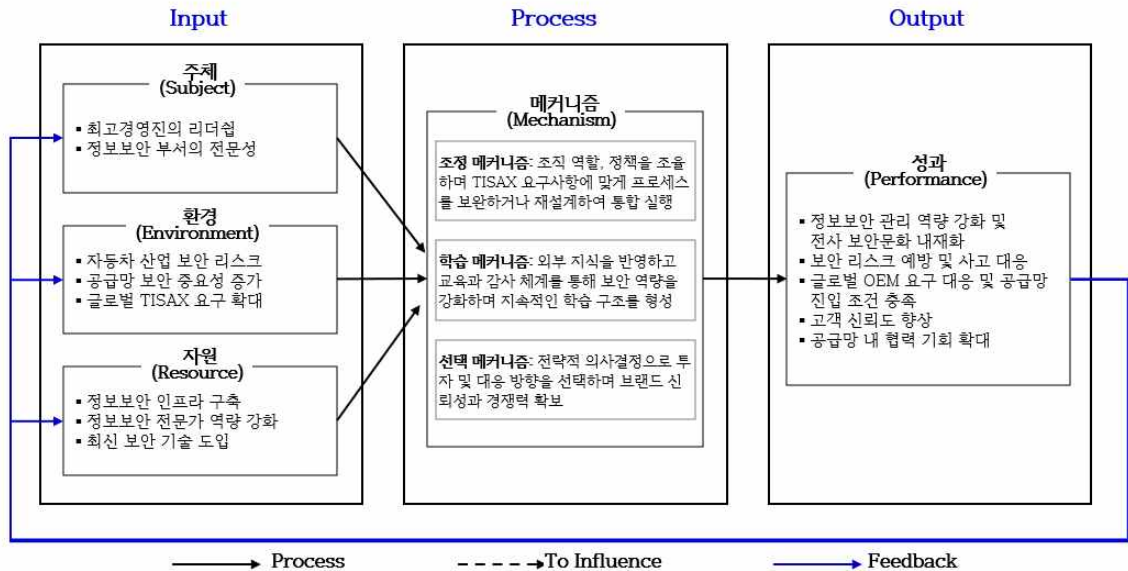 Input
Process
Output
주체
(Subject)
▪ 최고경영진의 리더쉽
▪ 정보보안 부서의 전문성
환경
(Environment)
▪ 자동차 산업 보안 리스크
▪ 공급망 보안 중요성 증가
▪ 글로벌 TISAX 요구 확대
자원
(Resource)
▪ 정보보안 인프라 구축
▪ 정보보안 전문가 역량 강화
▪ 최신 보안 기술 도입
메커니즘
(Mechanism)
조정 메커니즘: 조직 역할, 정책을 조율
하며 TISAX 요구사항에 맞게 프로세스
를 보완하거나 재설계하여 통합 실행
학습 메커니즘: 외부 지식을 반영하고
교육과 감사 체계를 통해 보안 역량을
강화하며 지속적인 학습 구조를 형성
선택 메커니즘: 전략적 의사결정으로 투
자 및 대응 방향을 선택하며 브랜드 신
뢰성과 경쟁력 확보
성과
(Performance)
▪ 정보보안 관리 역량 강화 및
전사 보안문화 내재화
▪ 보안 리스크 예방 및 사고 대응
▪ 글로벌 OEM 요구 대응 및 공급망
진입 조건 충족
▪ 고객 신뢰도 향상
▪ 공급망 내 협력 기회 확대
Process
To Influence
Feedback